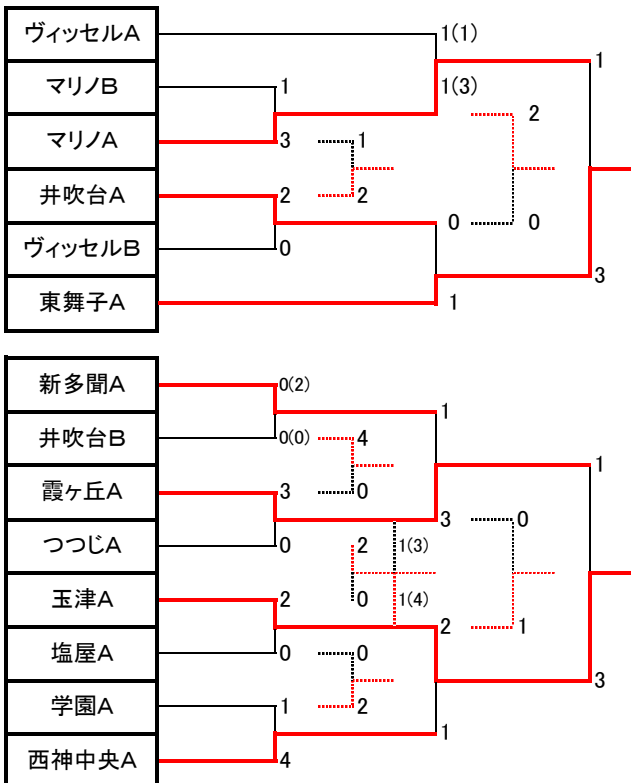 ヴィッセルA
1(1)
1
マリノB
1
1(3)
2
マリノA
3
1
井吹台A
2
2
0
0
ヴィッセルB
0
東舞子A
1
3
新多聞A
0(2)
1
井吹台B
0(0)
4
1
霞ヶ丘A
3
0
3
0
つつじA
0
2
1(3)
玉津A
2
0
1(4)
2
1
塩屋A
0
0
3
学園A
1
2
1
西神中央A
4